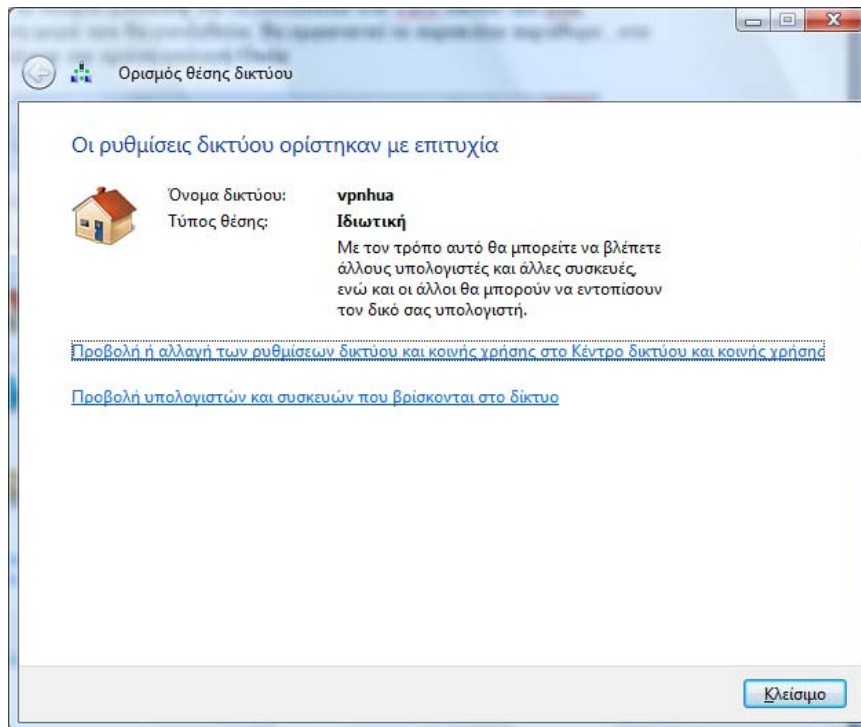 Ορισμός θέσης δικτύου
Οι ρυθμίσεις δικτύου ορίστηκαν με επιτυχία
Όνομα δικτύου: vpnhua
Τύπος θέσης: Ιδιωτική
Με τον τρόπο αυτό θα μπορείτε να βλέπετε
άλλους υπολογιστές και άλλες συσκευές,
ενώ και οι άλλοι θα μπορούν να εντοπίσουν
τον δικό σας υπολογιστή.
Προβολή ή αλλαγή των ρυθμίσεων δικτύου και κοινής χρήσης στο Κέντρο δικτύου και κοινής χρήσης
Προβολή υπολογιστών και συσκευών που βρίσκονται στο δίκτυο
Κλείσιμο